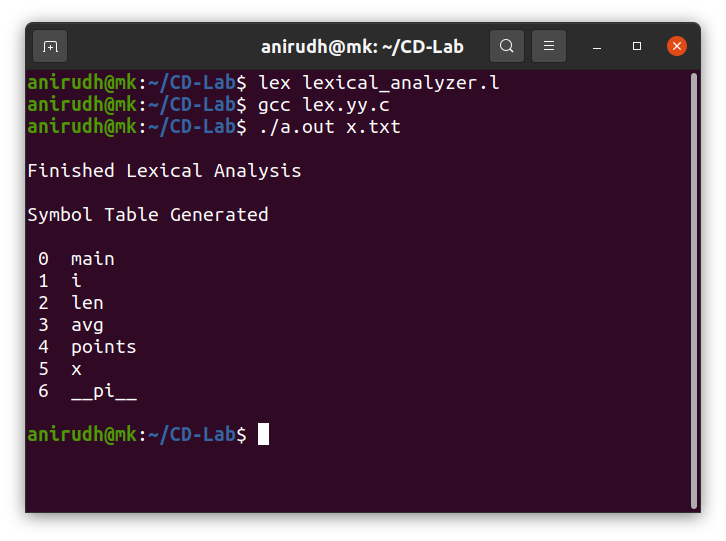 anirudh@mk: ~/CD-Lab
anirudh@mk:~/CD-Lab$ lex lexical_analyzer.l
anirudh@mk:~/CD-Lab$ gcc lex.yy.c
anirudh@mk:~/CD-Lab$ ./a.out x.txt
Finished Lexical Analysis
Symbol Table Generated
0 main
1 i
2 len
3 avg
4 points
5 x
6 __pi__
anirudh@mk:~/CD-Lab$